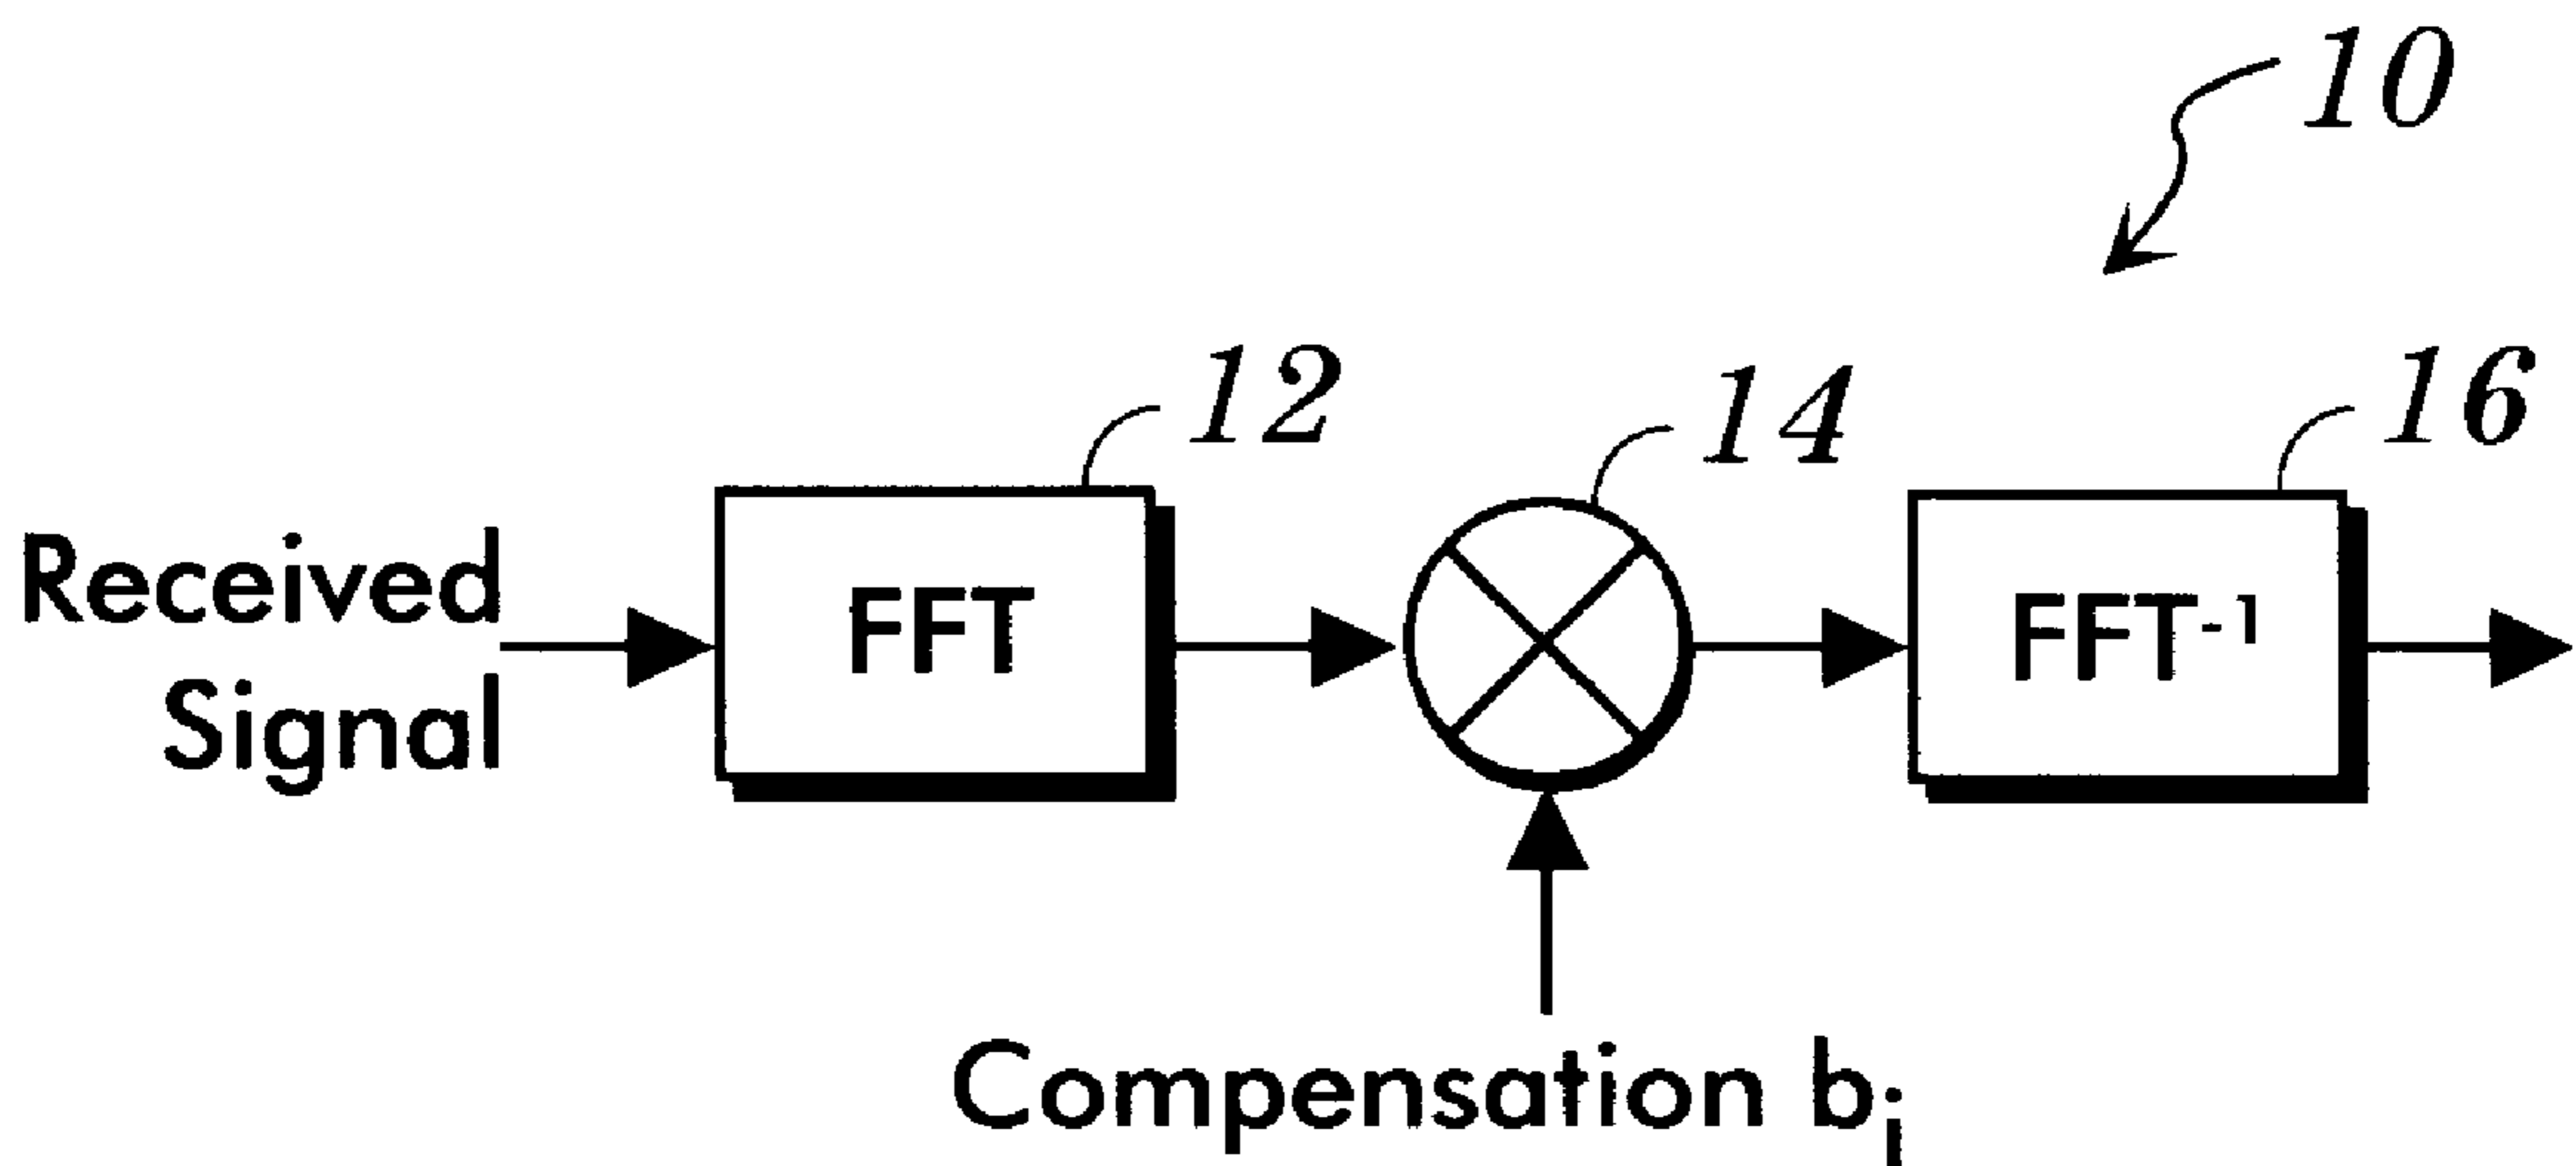 10
12
14
16
Received
Signal
FFT
FFT-1
Compensation bi